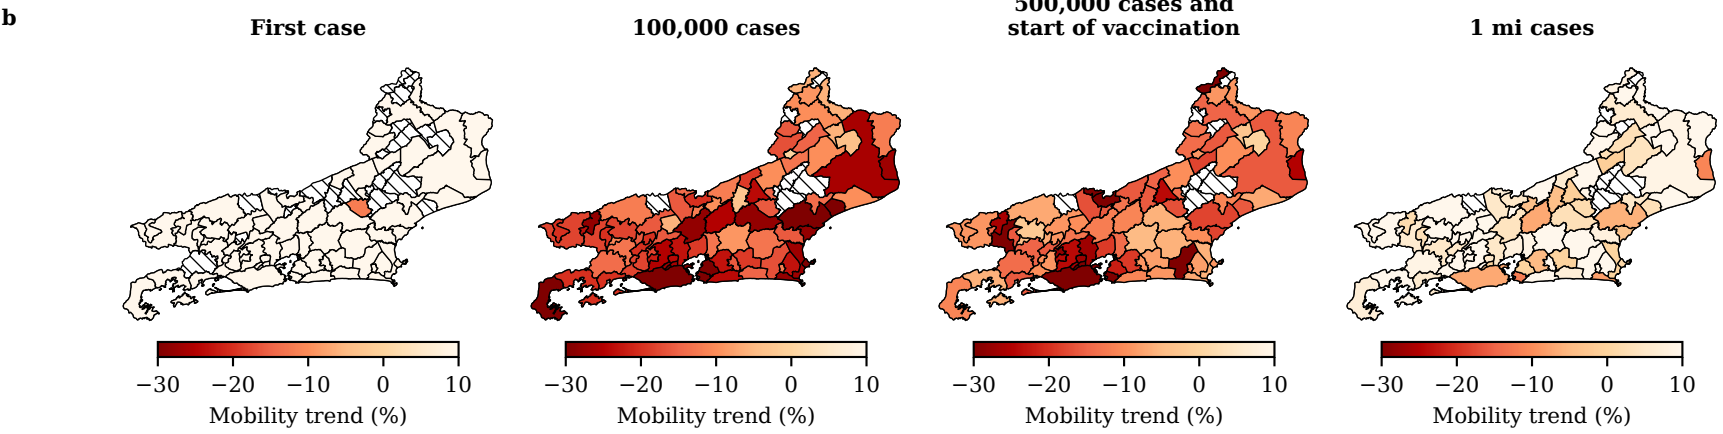 b
First case
100,000 cases
500,000 cases and
start of vaccination
1 mi cases
−30 −20 −10 0 10
Mobility trend (%)
−30 −20 −10 0 10
Mobility trend (%)
−30 −20 −10 0 10
Mobility trend (%)
−30 −20 −10 0 10
Mobility trend (%)